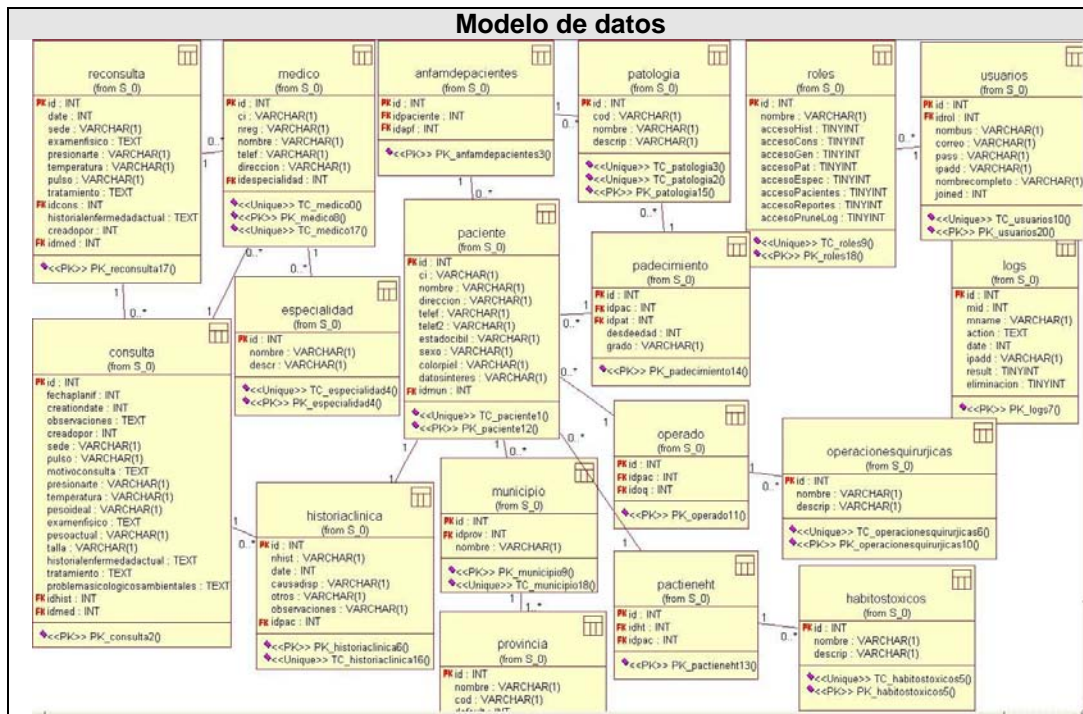 Modelo de datos
reconsulta
(from S_0)
PK id : INT
date : INT
sede : VARCHAR(1)
examenfisico : TEXT
presionarte : VARCHAR(1)
temperatura : VARCHAR(1)
pulso : VARCHAR(1)
tratamiento : TEXT
FK idcons : INT
historialenfermedadactual : TEXT
creadopor : INT
FK idmed : INT
<<PK>> PK_reconsulta17()
medico
(from S_0)
PK id : INT
ci : VARCHAR(1)
nreg : VARCHAR(1)
nombre : VARCHAR(1)
telef : VARCHAR(1)
direccion : VARCHAR(1)
FK idespecialidad : INT
<<Unique>> TC_medico0()
<<PK>> PK_medico8()
<<Unique>> TC_medico17()
anfamdepacientes
(from S_0)
PK id : INT
FK idpaciente : INT
FK idapf : INT
<<PK>> PK_anfamdepacientes3()
patologia
(from S_0)
PK id : INT
cod : VARCHAR(1)
nombre : VARCHAR(1)
descrip : VARCHAR(1)
<<Unique>> TC_patologia3()
<<Unique>> TC_patologia2()
<<PK>> PK_patologia15()
roles
(from S_0)
PK id : INT
nombre : VARCHAR(1)
accesoHist : TINYINT
accesoCons : TINYINT
accesoGen : TINYINT
accesoPat : TINYINT
accesoEspec : TINYINT
accesoPacientes : TINYINT
accesoReportes : TINYINT
accesoPruneLog : TINYINT
<<Unique>> TC_roles9()
<<PK>> PK_roles18()
usuarios
(from S_0)
PK id : INT
FK idrol : INT
nombus : VARCHAR(1)
correo : VARCHAR(1)
pass : VARCHAR(1)
ipadd : VARCHAR(1)
nombrecompleto : VARCHAR(1)
joined : INT
<<Unique>> TC_usuarios10()
<<PK>> PK_usuarios20()
paciente
(from S_0)
PK id : INT
ci : VARCHAR(1)
nombre : VARCHAR(1)
direccion : VARCHAR(1)
telef : VARCHAR(1)
telef2 : VARCHAR(1)
estadocibil : VARCHAR(1)
sexo : VARCHAR(1)
colorpiel : VARCHAR(1)
datosinteres : VARCHAR(1)
FK idmun : INT
<<Unique>> TC_paciente1()
<<PK>> PK_paciente12()
padecimiento
(from S_0)
PK id : INT
FK idpac : INT
FK idpat : INT
desdeedad : INT
grado : VARCHAR(1)
<<PK>> PK_padecimiento14()
logs
(from S_0)
PK id : INT
mid : INT
mname : VARCHAR(1)
action : TEXT
date : INT
ipadd : VARCHAR(1)
result : TINYINT
eliminacion : TINYINT
<<PK>> PK_logs7()
especialidad
(from S_0)
PK id : INT
nombre : VARCHAR(1)
descr : VARCHAR(1)
<<Unique>> TC_especialidad4()
<<PK>> PK_especialidad4()
consulta
(from S_0)
PK id : INT
fechaplanif : INT
creationdate : INT
observaciones : TEXT
creadopor : INT
sede : VARCHAR(1)
pulso : VARCHAR(1)
motivoconsulta : TEXT
presionarte : VARCHAR(1)
temperatura : VARCHAR(1)
pesoideal : VARCHAR(1)
examenfisico : TEXT
pesoactual : VARCHAR(1)
talla : VARCHAR(1)
historialenfermedadactual : TEXT
tratamiento : TEXT
problemasicologicosambientales : TEXT
FK idhist : INT
FK idmed : INT
<<PK>> PK_consulta2()
historiaclinica
(from S_0)
PK id : INT
nhist : VARCHAR(1)
date : INT
causadisp : VARCHAR(1)
otros : VARCHAR(1)
observaciones : VARCHAR(1)
FK idpac : INT
<<PK>> PK_historiaclinica6()
<<Unique>> TC_historiaclinica16()
municipio
(from S_0)
PK id : INT
FK idprov : INT
nombre : VARCHAR(1)
<<PK>> PK_municipio9()
<<Unique>> TC_municipio18()
operado
(from S_0)
PK id : INT
FK idpac : INT
FK idoq : INT
<<PK>> PK_operado11()
operacionesquirurjicas
(from S_0)
PK id : INT
nombre : VARCHAR(1)
descrip : VARCHAR(1)
<<Unique>> TC_operacionesquirurjicas6()
<<PK>> PK_operacionesquirurjicas10()
pactieneht
(from S_0)
PK id : INT
FK idht : INT
FK idpac : INT
<<PK>> PK_pactieneht13()
habitostoxicos
(from S_0)
PK id : INT
nombre : VARCHAR(1)
descrip : VARCHAR(1)
<<Unique>> TC_habitostoxicos5()
<<PK>> PK_habitostoxicos5()
provincia
(from S_0)
PK id : INT
nombre : VARCHAR(1)
cod : VARCHAR(1)